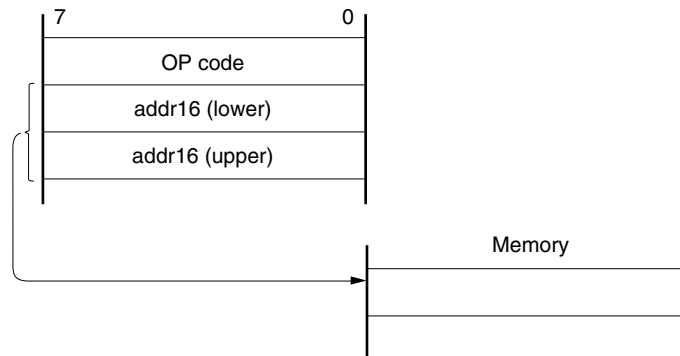 7 0
OP code
addr16 (lower)
addr16 (upper)
Memory